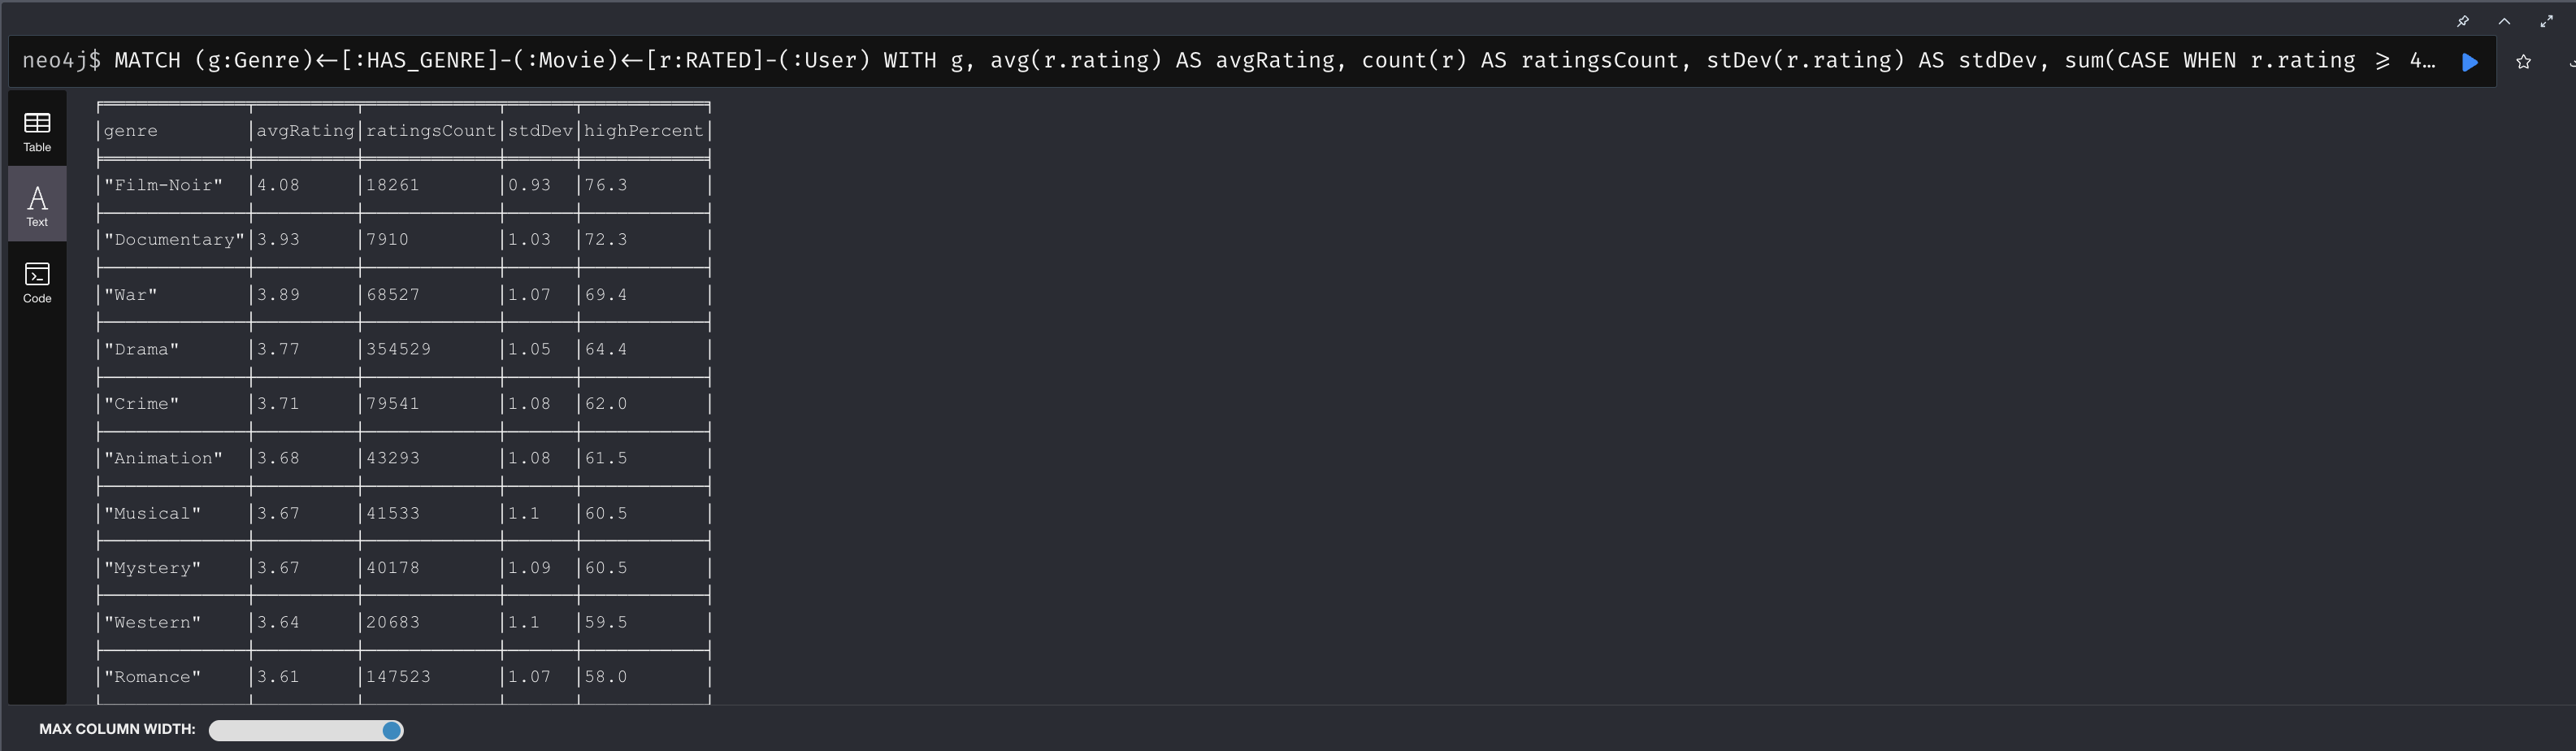 neo4j$ MATCH (g:Genre)<-[:HAS_GENRE]-(:Movie)<-[r:RATED]-(:User) WITH g, avg(r.rating) AS avgRating, count(r) AS ratingsCount, stDev(r.rating) AS stdDev, sum(CASE WHEN r.rating >= 4…
Table
Text
Code
genre avgRating ratingsCount stdDev highPercent
"Film-Noir" 4.08 18261 0.93 76.3
"Documentary" 3.93 7910 1.03 72.3
"War" 3.89 68527 1.07 69.4
"Drama" 3.77 354529 1.05 64.4
"Crime" 3.71 79541 1.08 62.0
"Animation" 3.68 43293 1.08 61.5
"Musical" 3.67 41533 1.1 60.5
"Mystery" 3.67 40178 1.09 60.5
"Western" 3.64 20683 1.1 59.5
"Romance" 3.61 147523 1.07 58.0
MAX COLUMN WIDTH: